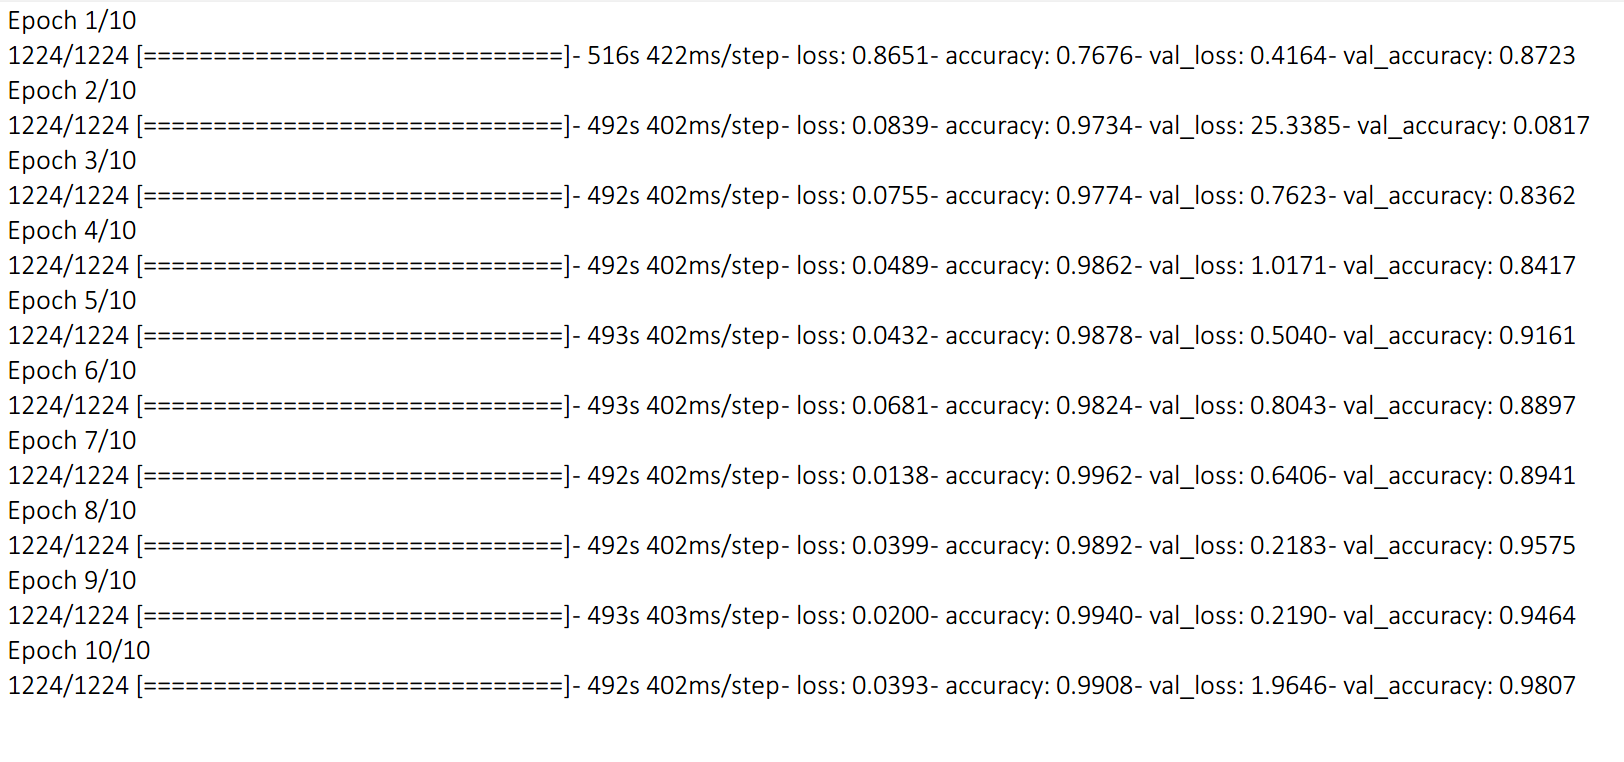 Epoch 1/10
1224/1224 [==============================]- 516s 422ms/step- loss: 0.8651- accuracy: 0.7676- val_loss: 0.4164- val_accuracy: 0.8723
Epoch 2/10
1224/1224 [==============================]- 492s 402ms/step- loss: 0.0839- accuracy: 0.9734- val_loss: 25.3385- val_accuracy: 0.0817
Epoch 3/10
1224/1224 [==============================]- 492s 402ms/step- loss: 0.0755- accuracy: 0.9774- val_loss: 0.7623- val_accuracy: 0.8362
Epoch 4/10
1224/1224 [==============================]- 492s 402ms/step- loss: 0.0489- accuracy: 0.9862- val_loss: 1.0171- val_accuracy: 0.8417
Epoch 5/10
1224/1224 [==============================]- 493s 402ms/step- loss: 0.0432- accuracy: 0.9878- val_loss: 0.5040- val_accuracy: 0.9161
Epoch 6/10
1224/1224 [==============================]- 493s 402ms/step- loss: 0.0681- accuracy: 0.9824- val_loss: 0.8043- val_accuracy: 0.8897
Epoch 7/10
1224/1224 [==============================]- 492s 402ms/step- loss: 0.0138- accuracy: 0.9962- val_loss: 0.6406- val_accuracy: 0.8941
Epoch 8/10
1224/1224 [==============================]- 492s 402ms/step- loss: 0.0399- accuracy: 0.9892- val_loss: 0.2183- val_accuracy: 0.9575
Epoch 9/10
1224/1224 [==============================]- 493s 403ms/step- loss: 0.0200- accuracy: 0.9940- val_loss: 0.2190- val_accuracy: 0.9464
Epoch 10/10
1224/1224 [==============================]- 492s 402ms/step- loss: 0.0393- accuracy: 0.9908- val_loss: 1.9646- val_accuracy: 0.9807